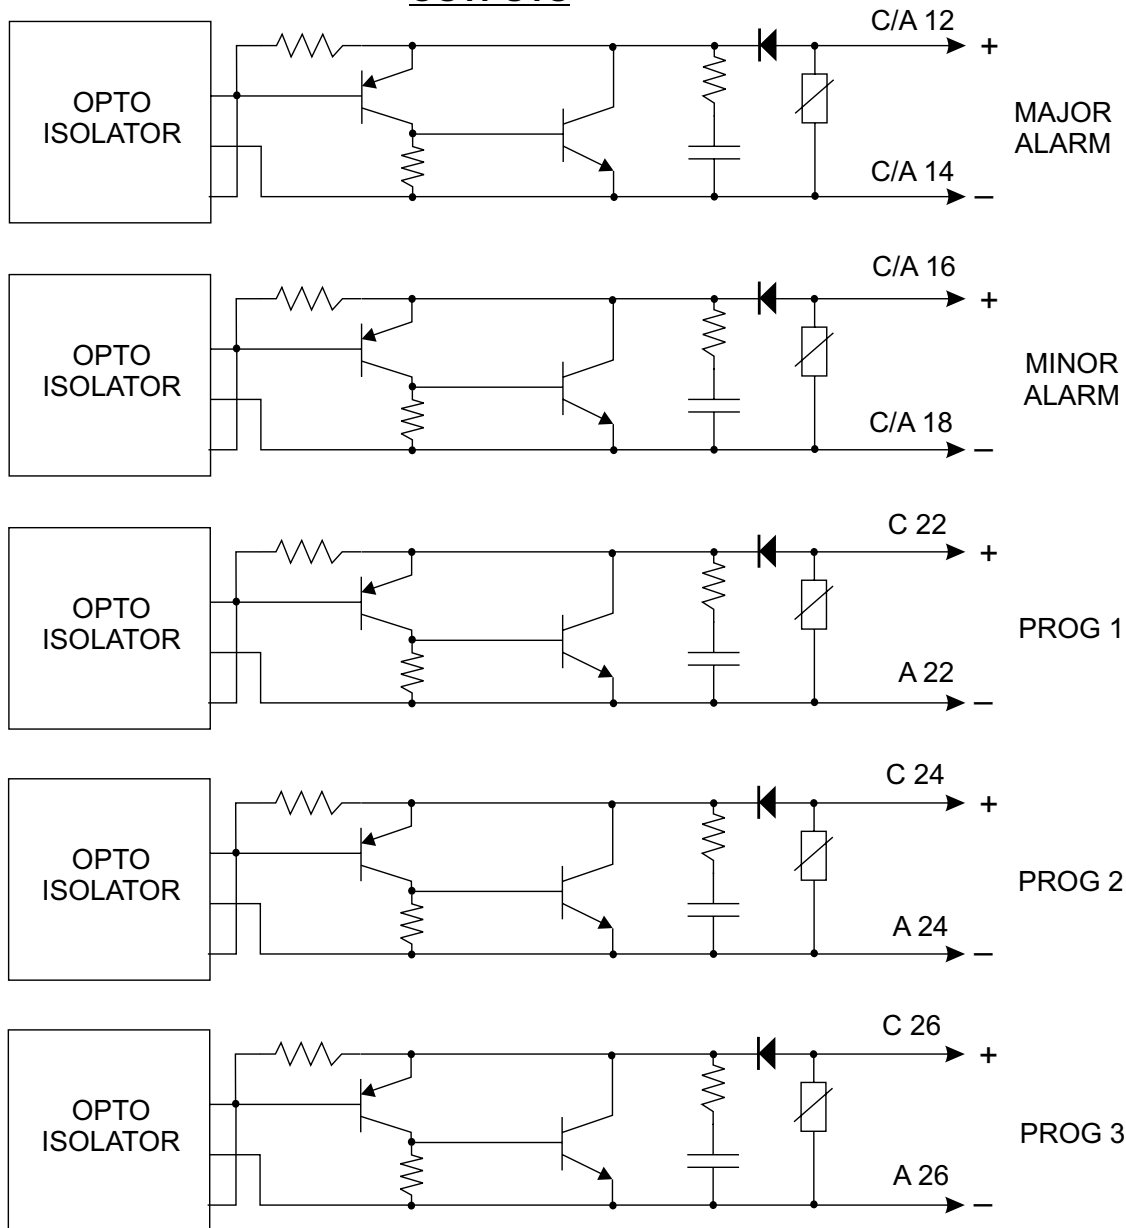 C/A 12
+
OPTO
ISOLATOR
MAJOR
ALARM
C/A 14
−
C/A 16
+
OPTO
ISOLATOR
MINOR
ALARM
C/A 18
−
C 22
+
OPTO
ISOLATOR
PROG 1
A 22
−
C 24
+
OPTO
ISOLATOR
PROG 2
A 24
−
C 26
+
OPTO
ISOLATOR
PROG 3
A 26
−